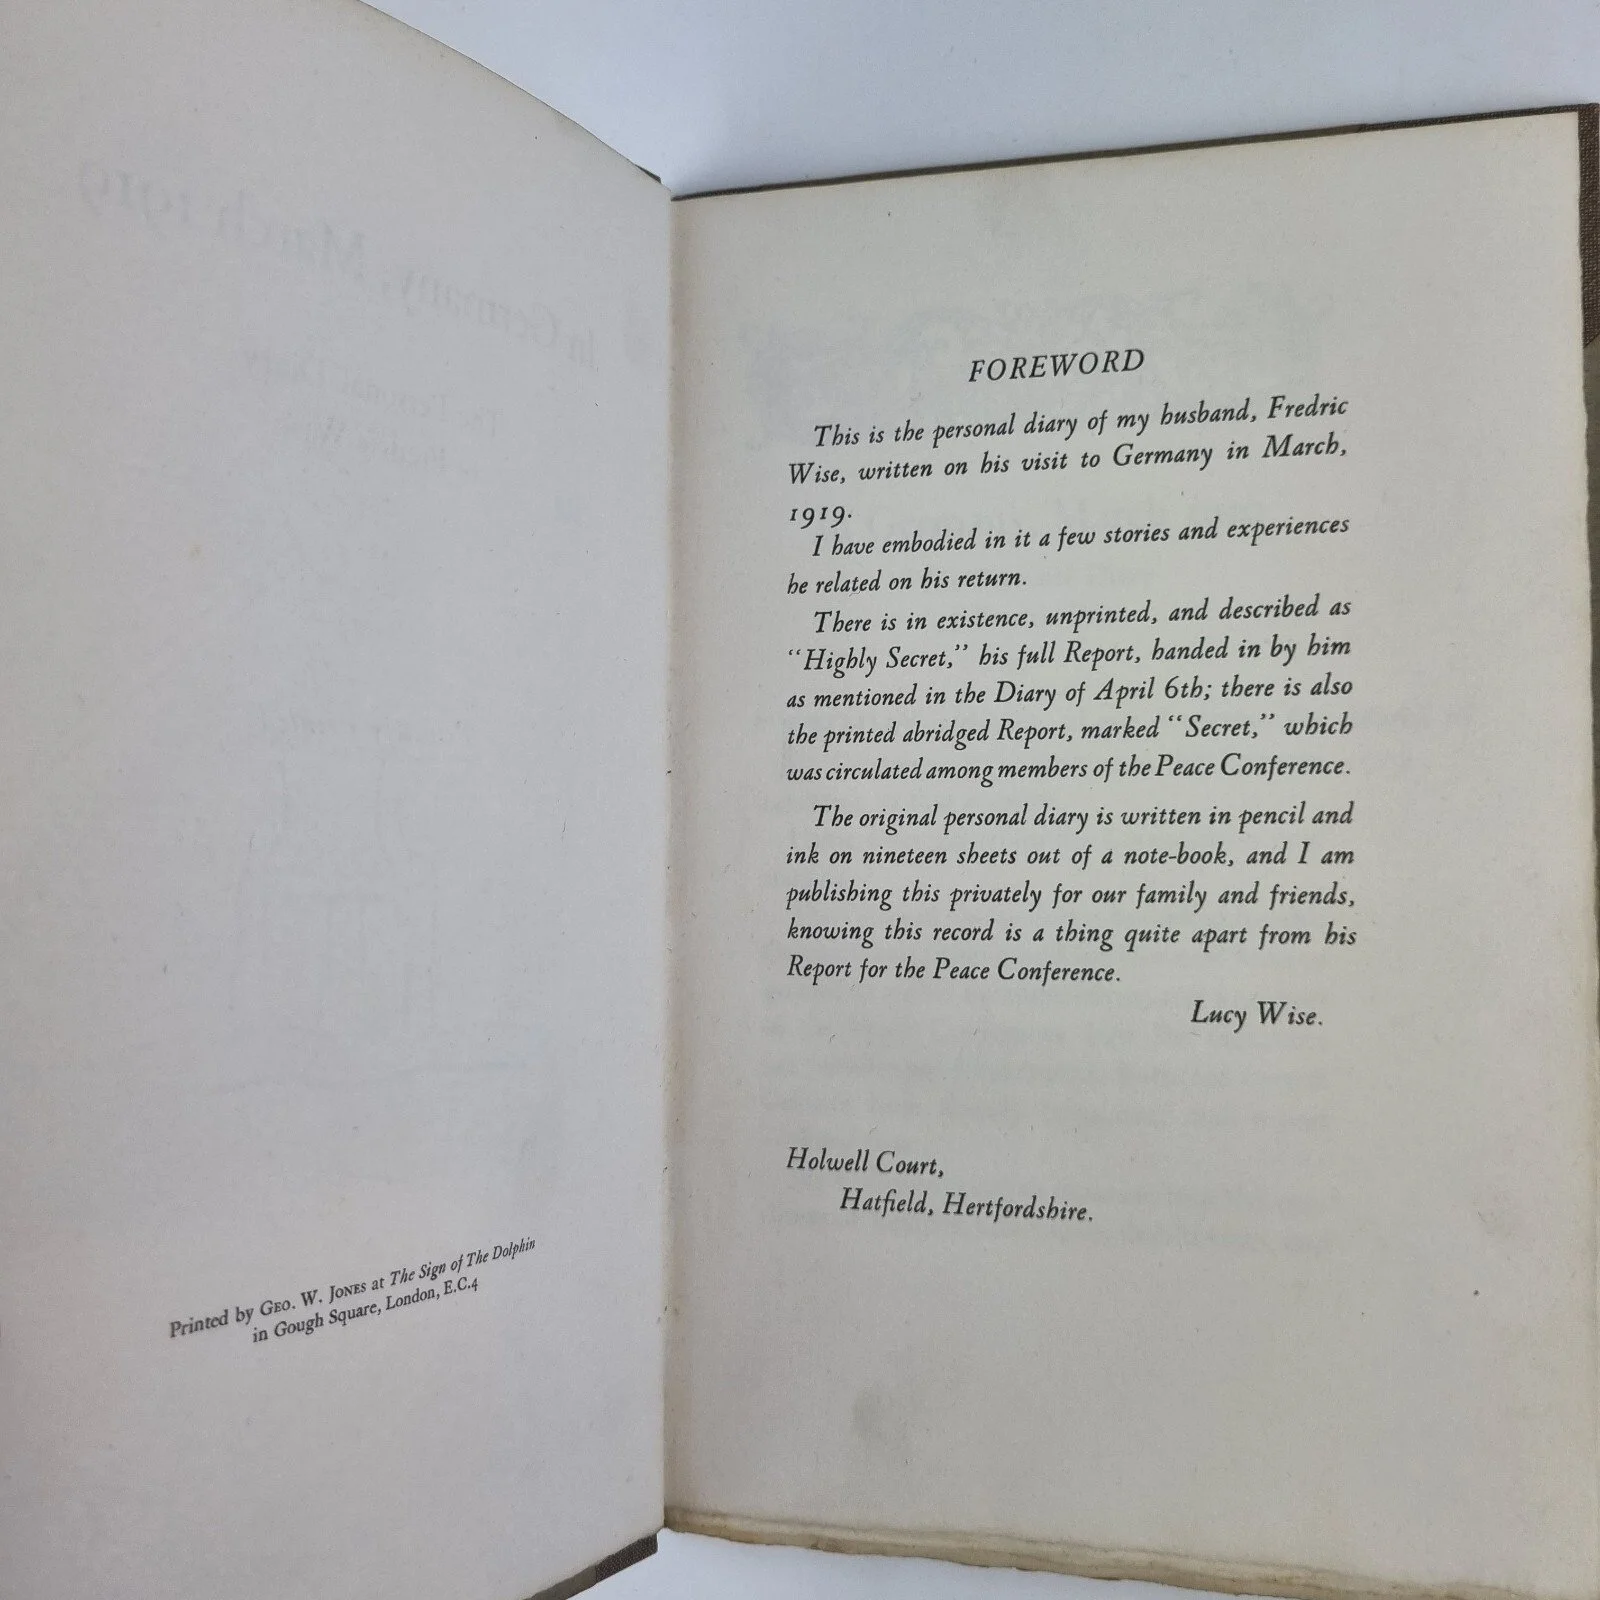 Printed by GEO. W. JONES at The Sign of The Dolphin
in Gough Square, London, E.C.4
FOREWORD
This is the personal diary of my husband, Fredric
Wise, written on his visit to Germany in March,
1919.
I have embodied in it a few stories and experiences
he related on his return.
There is in existence, unprinted, and described as
“Highly Secret,” his full Report, handed in by him
as mentioned in the Diary of April 6th; there is also
the printed abridged Report, marked “Secret,” which
was circulated among members of the Peace Conference.
The original personal diary is written in pencil and
ink on nineteen sheets out of a note-book, and I am
publishing this privately for our family and friends,
knowing this record is a thing quite apart from his
Report for the Peace Conference.
Lucy Wise.
Holwell Court,
Hatfield, Hertfordshire.